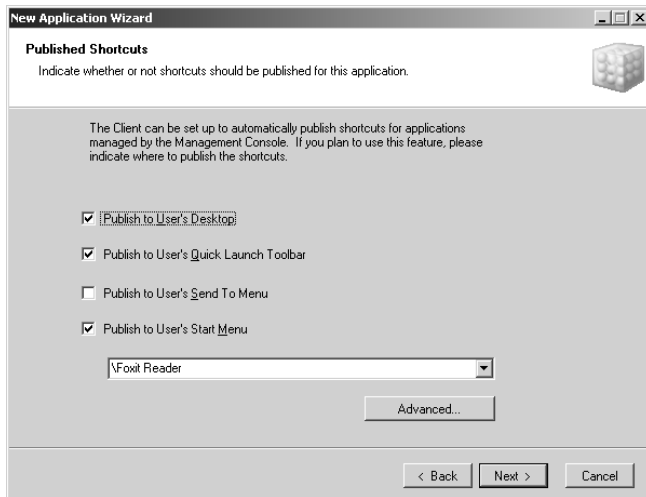 New Application Wizard
Published Shortcuts
Indicate whether or not shortcuts should be published for this application.
The Client can be set up to automatically publish shortcuts for applications
managed by the Management Console. If you plan to use this feature, please
indicate where to publish the shortcuts.
Publish to User's Desktop
Publish to User's Quick Launch Toolbar
Publish to User's Send To Menu
Publish to User's Start Menu
\Foxit Reader
Advanced...
< Back Next > Cancel